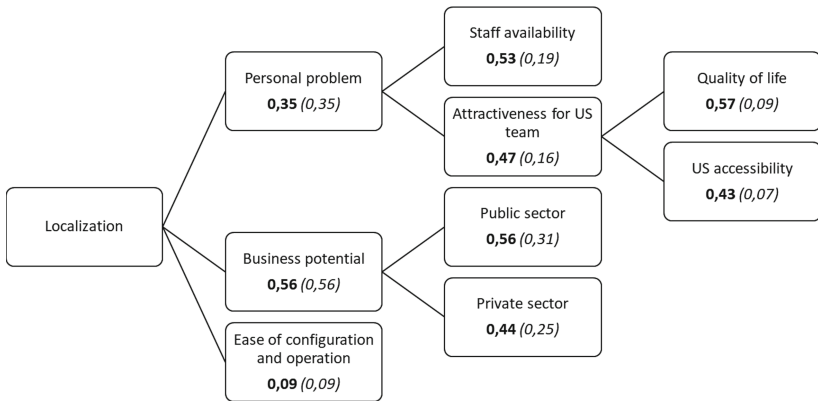 Localization
Personal problem
0,35 (0,35)
Business potential
0,56 (0,56)
Ease of configuration
and operation
0,09 (0,09)
Staff availability
0,53 (0,19)
Attractiveness for US
team
0,47 (0,16)
Public sector
0,56 (0,31)
Private sector
0,44 (0,25)
Quality of life
0,57 (0,09)
US accessibility
0,43 (0,07)